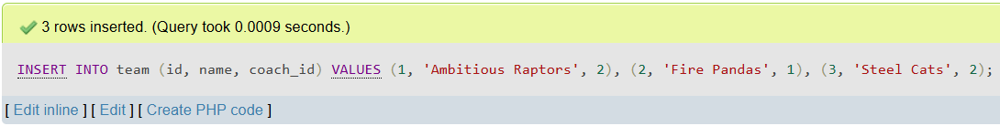 3 rows inserted. (Query took 0.0009 seconds.)
INSERT INTO team (id, name, coach_id) VALUES (1, 'Ambitious Raptors', 2), (2, 'Fire Pandas', 1), (3, 'Steel Cats', 2);
[ Edit inline ] [ Edit ] [ Create PHP code ]